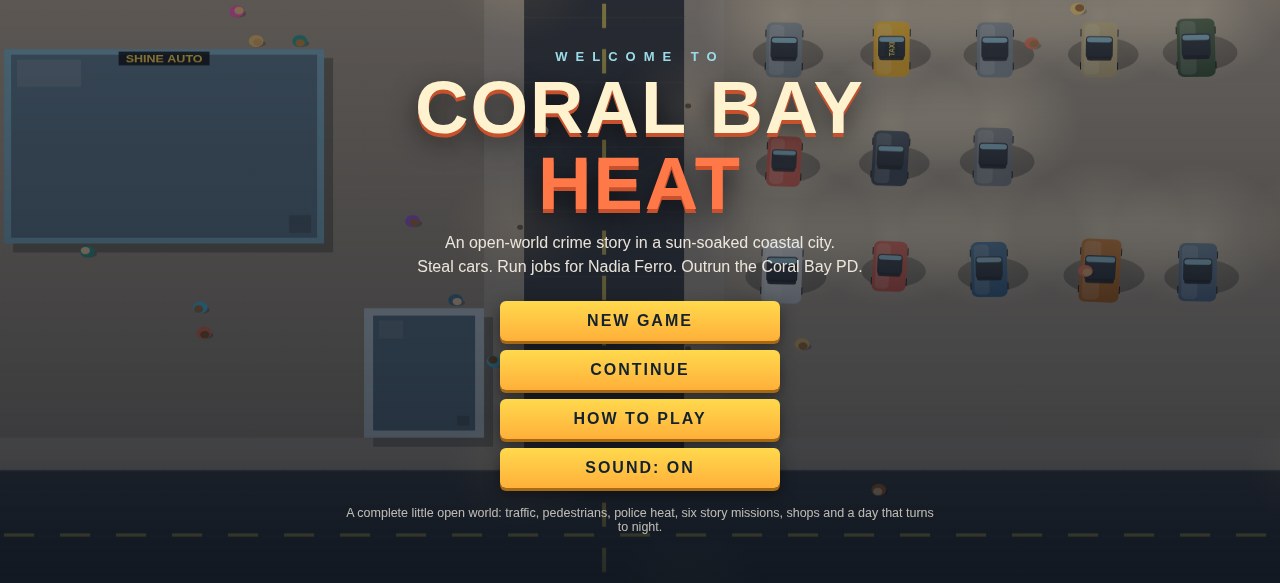 SHINE AUTO
TAXI
WELCOME TO
CORAL BAY
HEAT
An open-world crime story in a sun-soaked coastal city.
Steal cars. Run jobs for Nadia Ferro. Outrun the Coral Bay PD.
NEW GAME
CONTINUE
HOW TO PLAY
SOUND: ON
A complete little open world: traffic, pedestrians, police heat, six story missions, shops and a day that turns
to night.